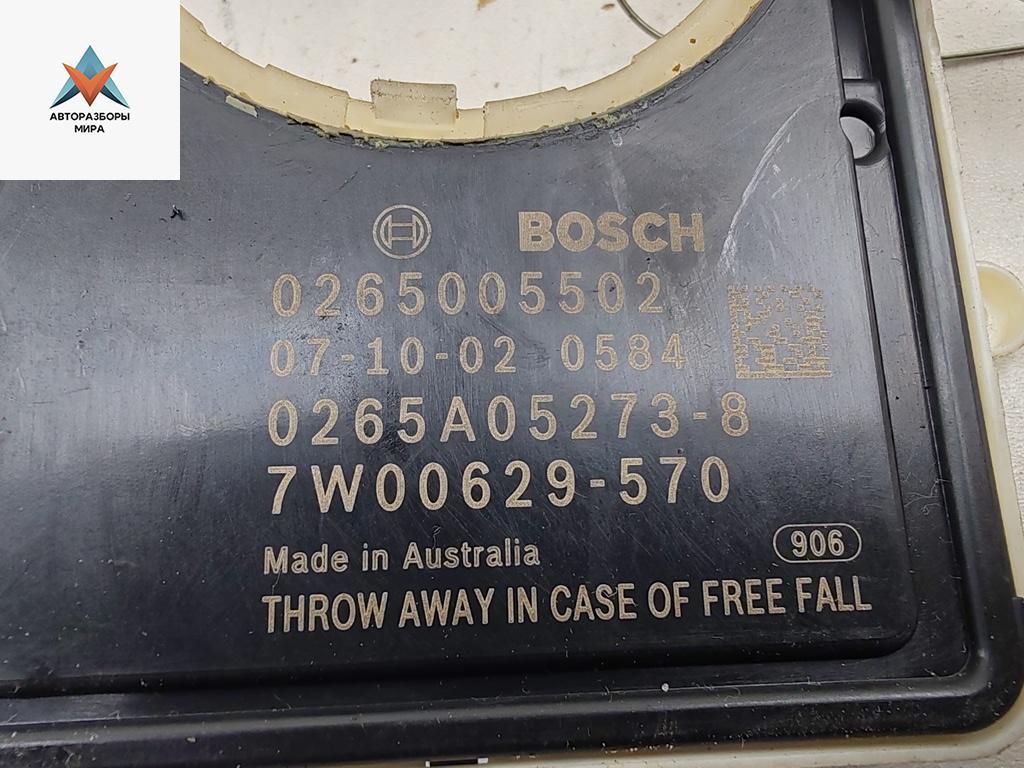 АВТОРАЗБОРЫ
МИРА
BOSCH
0265005502
07-10-02 0584
0265A05273-8
7W00629-570
Made in Australia
906
THROW AWAY IN CASE OF FREE FALL